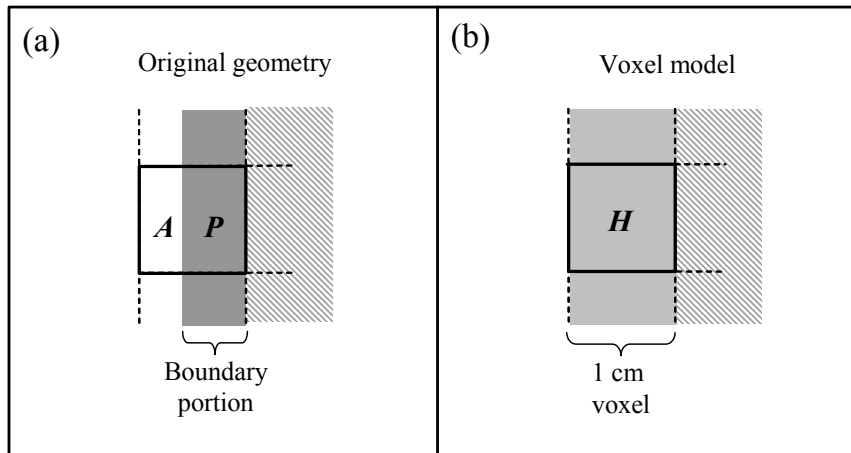 (a)
Original geometry
A
P
Boundary
portion
(b)
Voxel model
H
1 cm
voxel